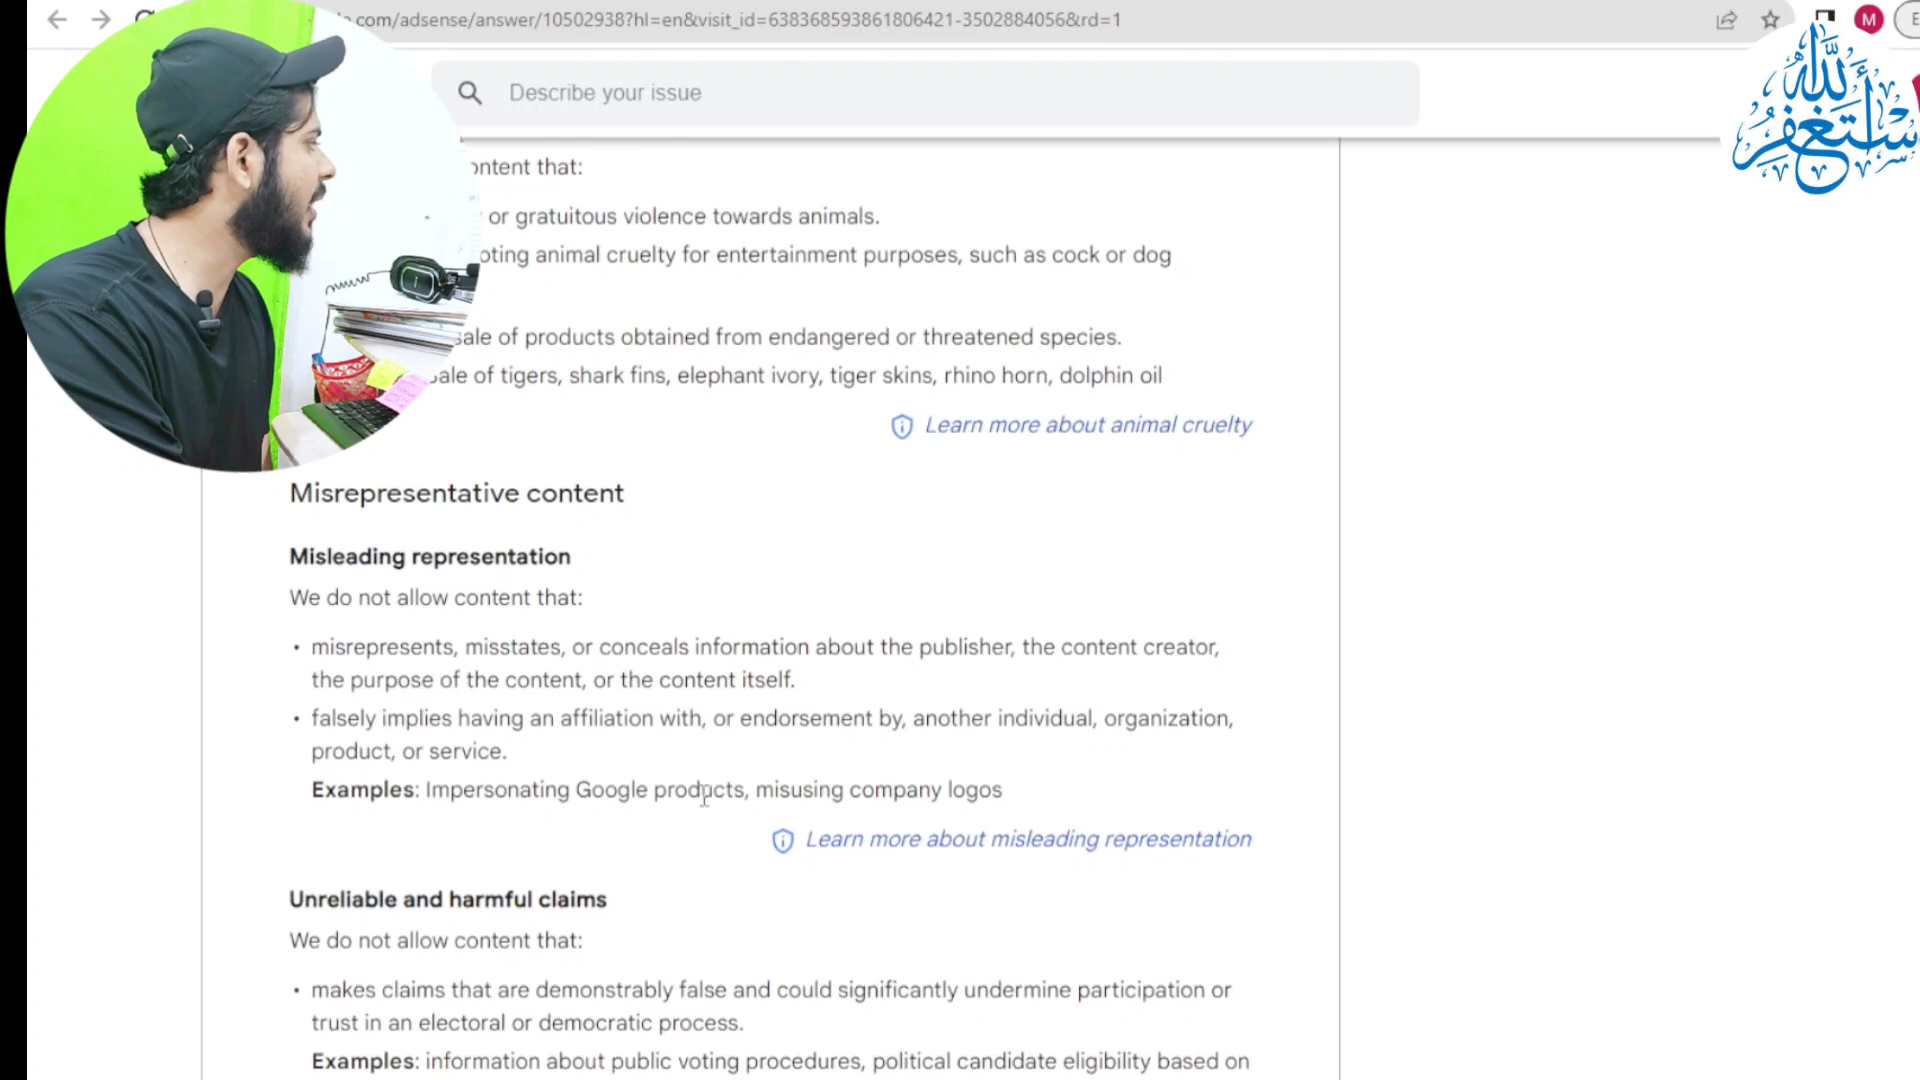 .com/adsense/answer/10502938?hl=en&visit_id=638368593861806421-3502884056&rd=1
M
E
أستغفر الله
Describe your issue
ontent that:
or gratuitous violence towards animals.
oting animal cruelty for entertainment purposes, such as cock or dog
sale of products obtained from endangered or threatened species.
sale of tigers, shark fins, elephant ivory, tiger skins, rhino horn, dolphin oil
Learn more about animal cruelty
Misrepresentative content
Misleading representation
We do not allow content that:
• misrepresents, misstates, or conceals information about the publisher, the content creator,
the purpose of the content, or the content itself.
• falsely implies having an affiliation with, or endorsement by, another individual, organization,
product, or service.
Examples: Impersonating Google products, misusing company logos
Learn more about misleading representation
Unreliable and harmful claims
We do not allow content that:
• makes claims that are demonstrably false and could significantly undermine participation or
trust in an electoral or democratic process.
Examples: information about public voting procedures, political candidate eligibility based on